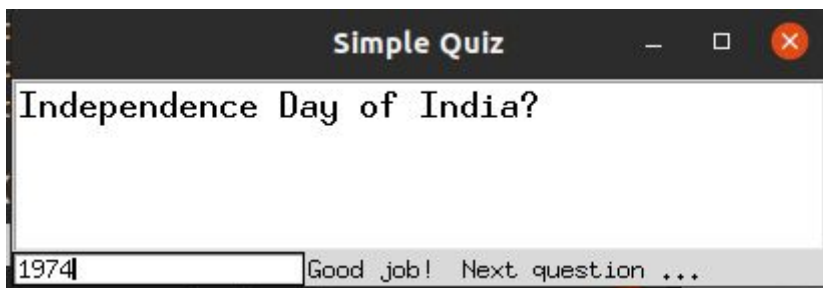 Simple Quiz
Independence Day of India?
1974
Good job! Next question ...